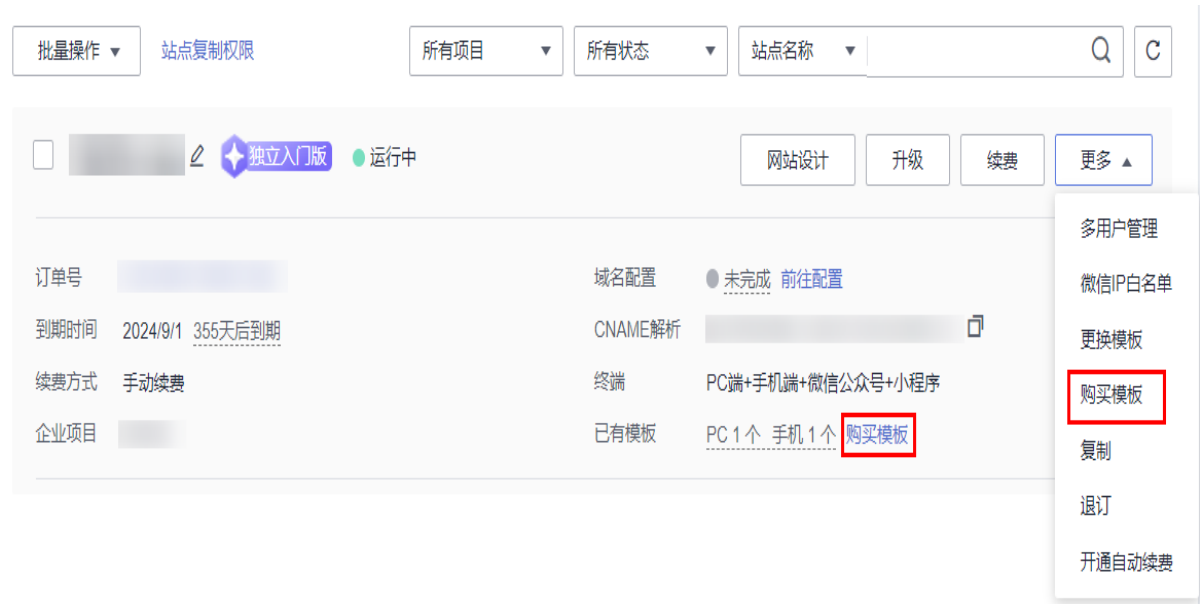 批量操作 站点复制权限 所有项目 所有状态 站点名称
独立入门版 运行中 网站设计 升级 续费 更多
多用户管理
微信IP白名单
更换模板
购买模板
复制
退订
开通自动续费
订单号 域名配置 未完成 前往配置
到期时间 2024/9/1 355天后到期 CNAME解析
续费方式 手动续费 终端 PC端+手机端+微信公众号+小程序
企业项目 已有模板 PC 1 个 手机 1 个 购买模板